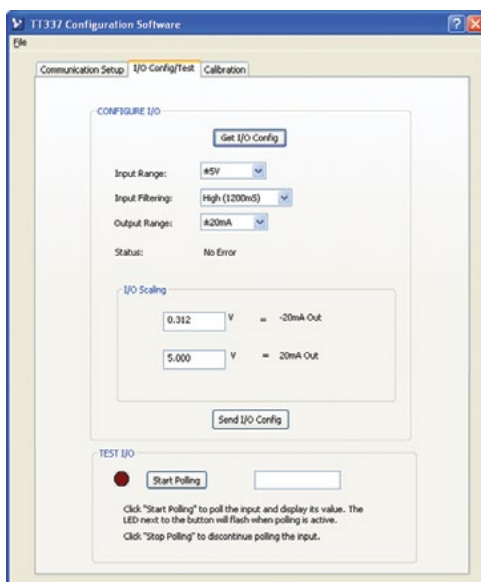 TT337 Configuration Software
File
Communication Setup I/O Config/Test Calibration
CONFIGURE I/O
Get I/O Config
Input Range: ±5V
Input Filtering: High (1200mS)
Output Range: ±20mA
Status: No Error
I/O Scaling
0.312 V = -20mA Out
5.000 V = 20mA Out
Send I/O Config
TEST I/O
Start Polling
Click "Start Polling" to poll the input and display its value. The
LED next to the button will flash when polling is active.
Click "Stop Polling" to discontinue polling the input.